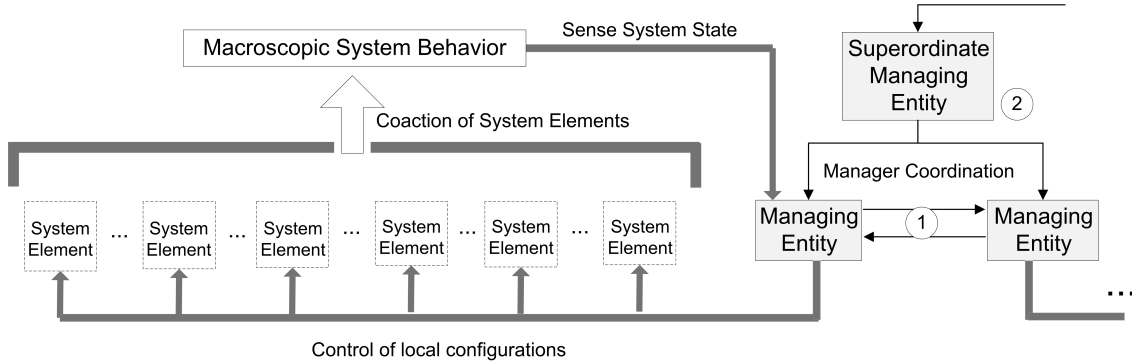 Macroscopic System Behavior
Sense System State
Superordinate
Managing
Entity
2
Coaction of System Elements
Manager Coordination
System
Element
...
System
Element
...
System
Element
...
System
Element
...
System
Element
...
System
Element
Managing
Entity
1
Managing
Entity
...
Control of local configurations